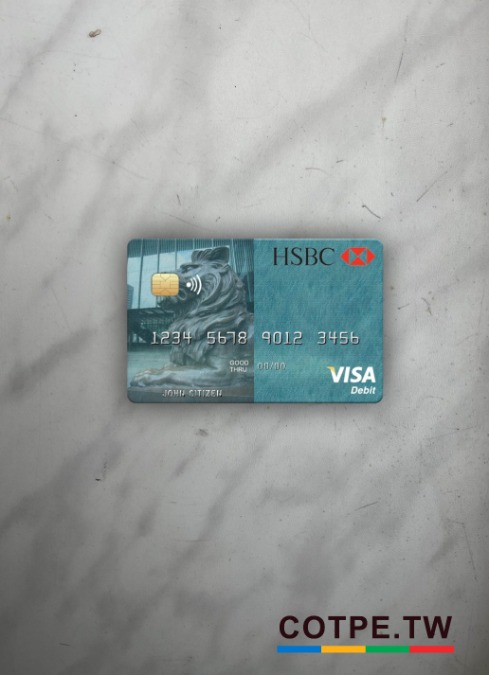 HSBC
1234 5678 9012 3456
GOOD THRU 00/00
JOHN CITIZEN
VISA
Debit
COTPE.TW